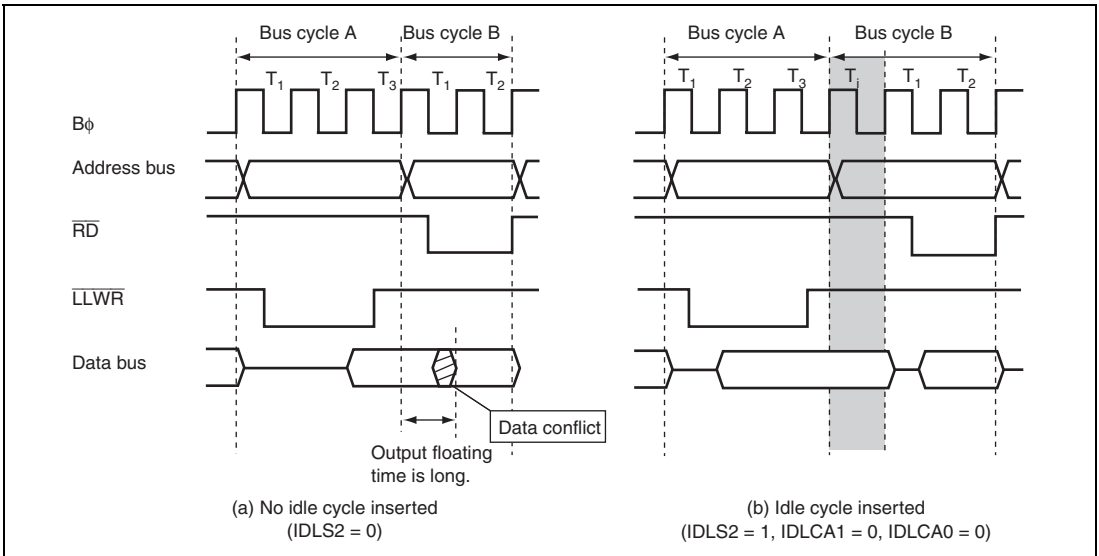 Bus cycle A Bus cycle B
T1 T2 T3 T1 T2
Bϕ
Address bus
RD
LLWR
Data bus
Data conflict
Output floating
time is long.
(a) No idle cycle inserted
(IDLS2 = 0)
Bus cycle A Bus cycle B
T1 T2 T3 Ti T1 T2
(b) Idle cycle inserted
(IDLS2 = 1, IDLCA1 = 0, IDLCA0 = 0)